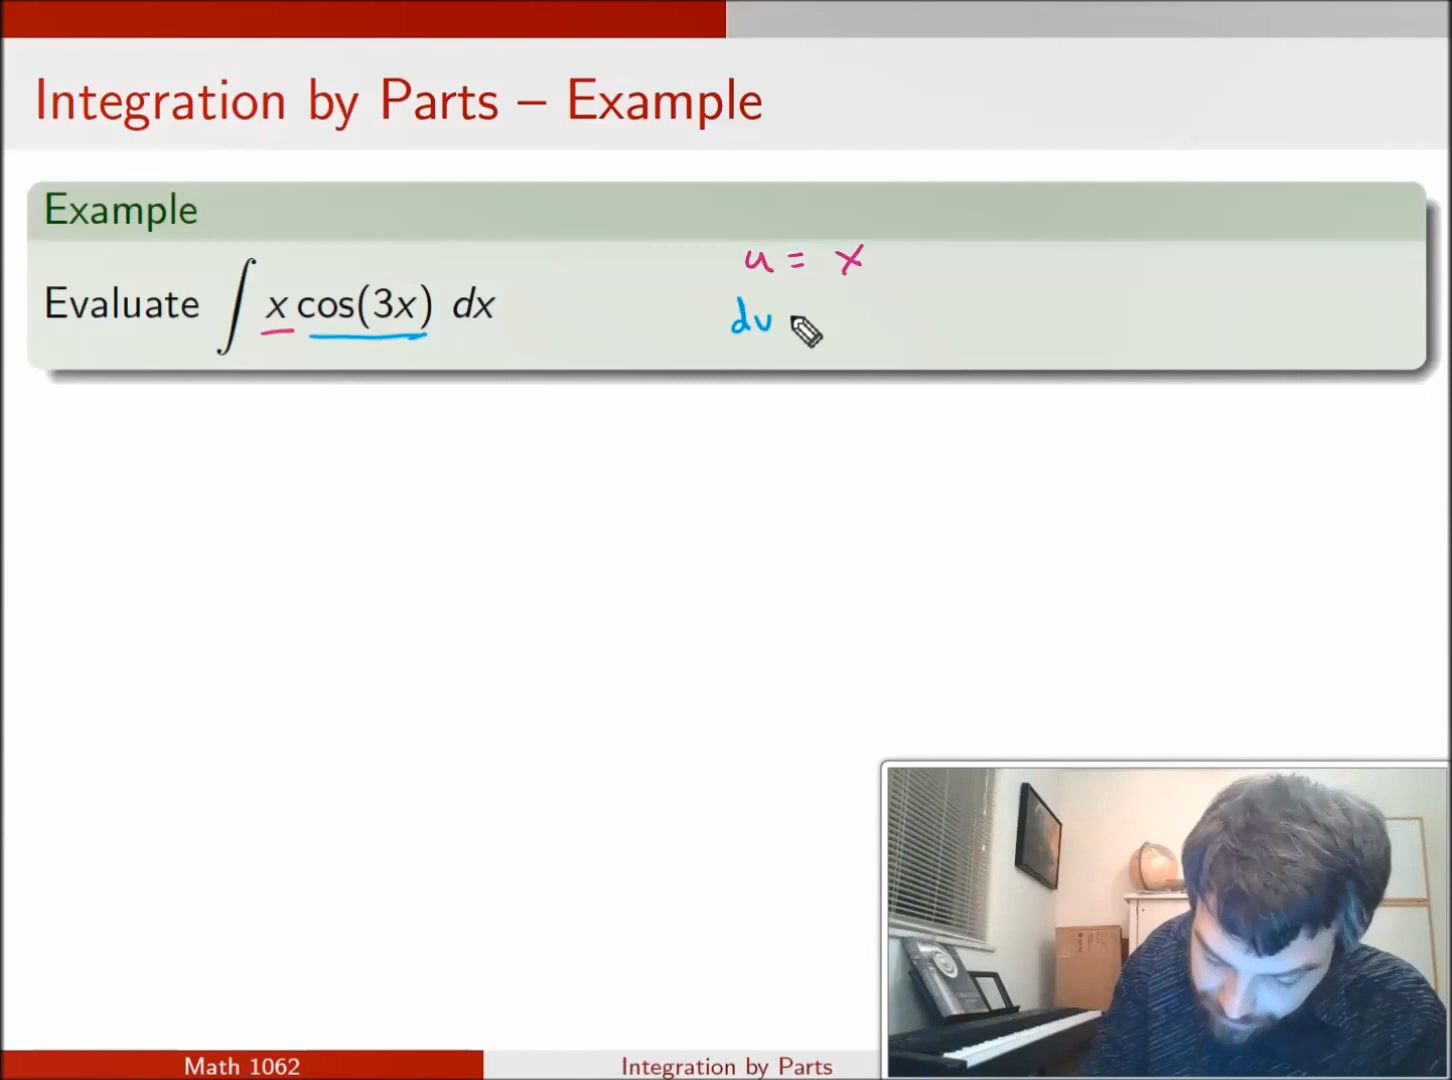 Integration by Parts – Example
Example
Evaluate ∫ x cos(3x) dx
u = x
dv
Math 1062
Integration by Parts